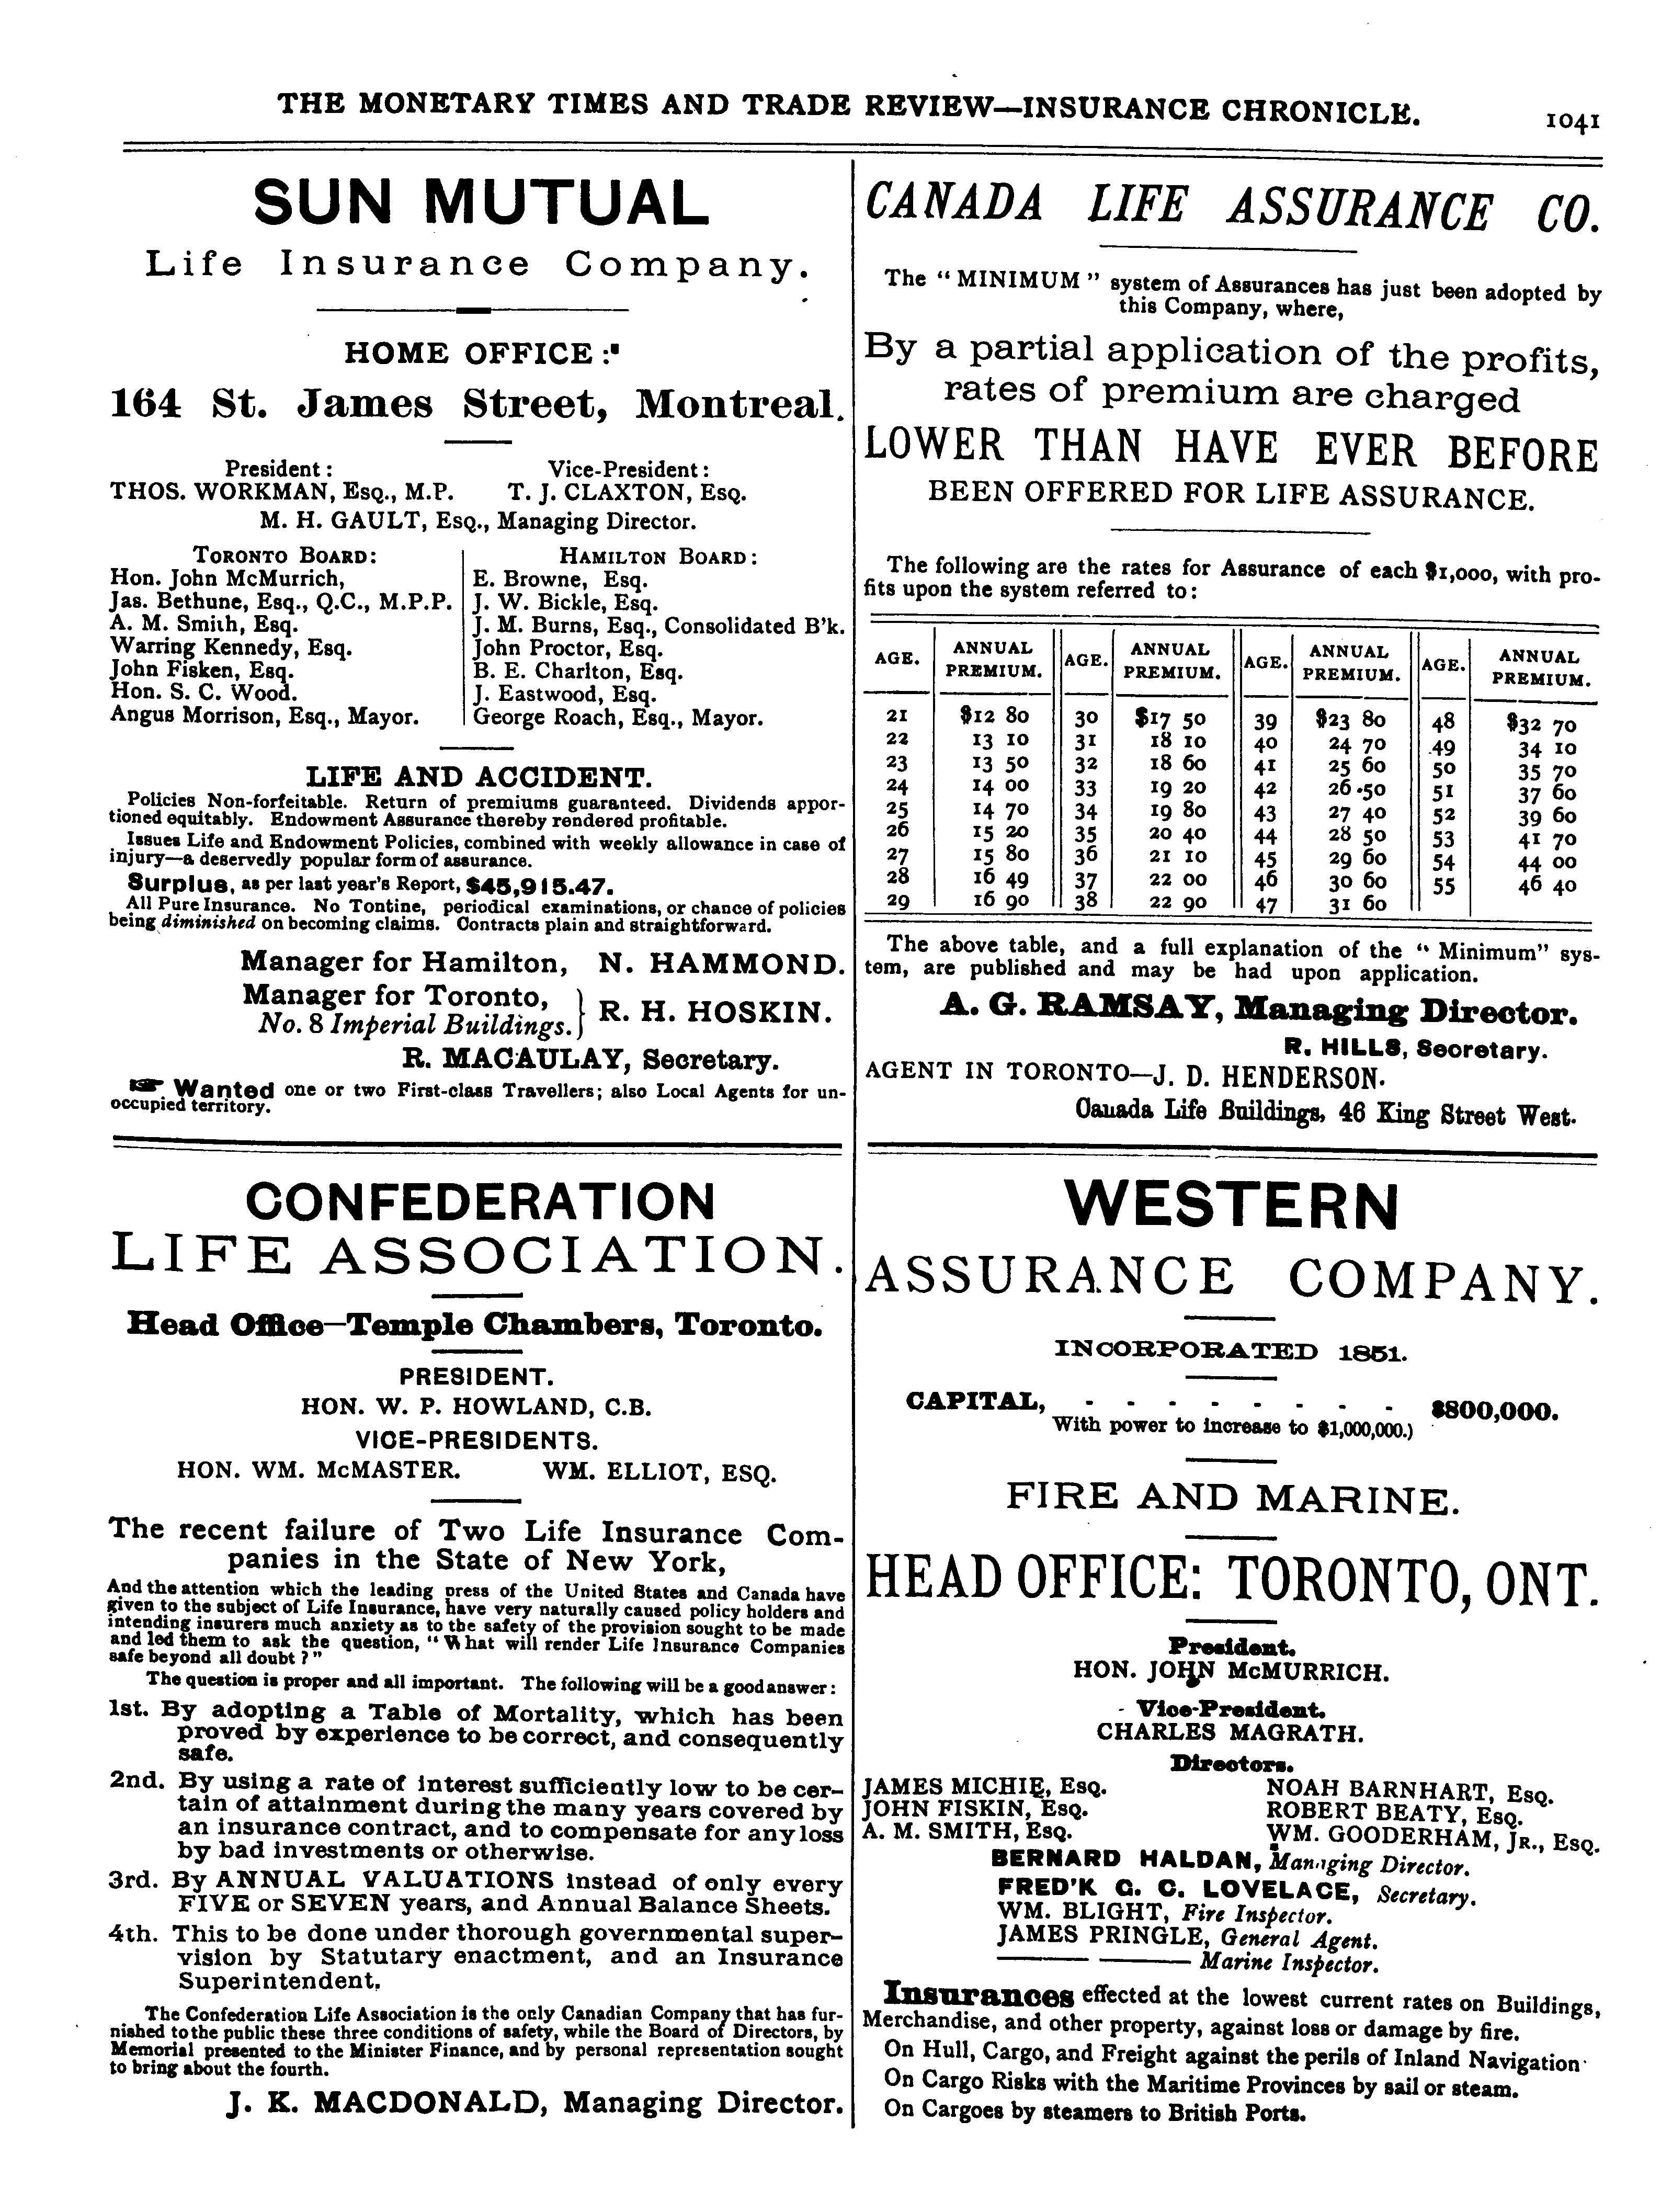 THE MONETARY TIMES AND TRADE REVIEW—INSURANCE CHRONICLE. 1041
SUN MUTUAL
Life Insurance Company.
HOME OFFICE:
164 St. James Street, Montreal.
President: Vice-President:
THOS. WORKMAN, Esq., M.P. T. J. CLAXTON, Esq.
M. H. GAULT, Esq., Managing Director.
TORONTO BOARD: HAMILTON BOARD:
Hon. John McMurrich, E. Browne, Esq.
Jas. Bethune, Esq., Q.C., M.P.P. J. W. Bickle, Esq.
A. M. Smith, Esq. J. M. Burns, Esq., Consolidated B'k.
Warring Kennedy, Esq. John Proctor, Esq.
John Fisken, Esq. B. E. Charlton, Esq.
Hon. S. C. Wood. J. Eastwood, Esq.
Angus Morrison, Esq., Mayor. George Roach, Esq., Mayor.
LIFE AND ACCIDENT.
Policies Non-forfeitable. Return of premiums guaranteed. Dividends appor-
tioned equitably. Endowment Assurance thereby rendered profitable.
Issues Life and Endowment Policies, combined with weekly allowance in case of
injury—a deservedly popular form of assurance.
Surplus, as per last year's Report, $45,915.47.
All Pure Insurance. No Tontine, periodical examinations, or chance of policies
being diminished on becoming claims. Contracts plain and straightforward.
Manager for Hamilton, N. HAMMOND.
Manager for Toronto,
No. 8 Imperial Buildings. } R. H. HOSKIN.
R. MACAULAY, Secretary.
☞ Wanted one or two First-class Travellers; also Local Agents for un-
occupied territory.
CONFEDERATION
LIFE ASSOCIATION.
Head Office—Temple Chambers, Toronto.
PRESIDENT.
HON. W. P. HOWLAND, C.B.
VICE-PRESIDENTS.
HON. WM. McMASTER. WM. ELLIOT, ESQ.
The recent failure of Two Life Insurance Com-
panies in the State of New York,
And the attention which the leading press of the United States and Canada have
given to the subject of Life Insurance, have very naturally caused policy holders and
intending insurers much anxiety as to the safety of the provision sought to be made
and led them to ask the question, "What will render Life Insurance Companies
safe beyond all doubt?"
The question is proper and all important. The following will be a good answer:
1st. By adopting a Table of Mortality, which has been
proved by experience to be correct, and consequently
safe.
2nd. By using a rate of interest sufficiently low to be cer-
tain of attainment during the many years covered by
an insurance contract, and to compensate for any loss
by bad investments or otherwise.
3rd. By ANNUAL VALUATIONS instead of only every
FIVE or SEVEN years, and Annual Balance Sheets.
4th. This to be done under thorough governmental super-
vision by Statutary enactment, and an Insurance
Superintendent.
The Confederation Life Association is the only Canadian Company that has fur-
nished to the public these three conditions of safety, while the Board of Directors, by
Memorial presented to the Minister Finance, and by personal representation sought
to bring about the fourth.
J. K. MACDONALD, Managing Director.
CANADA LIFE ASSURANCE CO.
The "MINIMUM" system of Assurances has just been adopted by
this Company, where,
By a partial application of the profits,
rates of premium are charged
LOWER THAN HAVE EVER BEFORE
BEEN OFFERED FOR LIFE ASSURANCE.
The following are the rates for Assurance of each $1,000, with pro-
fits upon the system referred to:
AGE. ANNUAL PREMIUM. AGE. ANNUAL PREMIUM. AGE. ANNUAL PREMIUM. AGE. ANNUAL PREMIUM.
21 $12 80 30 $17 50 39 $23 80 48 $32 70
22 13 10 31 18 10 40 24 70 49 34 10
23 13 50 32 18 60 41 25 60 50 35 70
24 14 00 33 19 20 42 26 50 51 37 60
25 14 70 34 19 80 43 27 40 52 39 60
26 15 20 35 20 40 44 28 50 53 41 70
27 15 80 36 21 10 45 29 60 54 44 00
28 16 49 37 22 00 46 30 60 55 46 40
29 16 90 38 22 90 47 31 60
The above table, and a full explanation of the "Minimum" sys-
tem, are published and may be had upon application.
A. G. RAMSAY, Managing Director.
R. HILLS, Secretary.
AGENT IN TORONTO—J. D. HENDERSON.
Canada Life Buildings, 46 King Street West.
WESTERN
ASSURANCE COMPANY.
INCORPORATED 1851.
CAPITAL, - - - - - - - - $800,000.
With power to increase to $1,000,000.)
FIRE AND MARINE.
HEAD OFFICE: TORONTO, ONT.
President.
HON. JOHN McMURRICH.
Vice-President.
CHARLES MAGRATH.
Directors.
JAMES MICHIE, Esq. NOAH BARNHART, Esq.
JOHN FISKIN, Esq. ROBERT BEATY, Esq.
A. M. SMITH, Esq. WM. GOODERHAM, Jr., Esq.
BERNARD HALDAN, Managing Director.
FRED'K G. C. LOVELACE, Secretary.
WM. BLIGHT, Fire Inspector.
JAMES PRINGLE, General Agent.
——— ——— Marine Inspector.
Insurances effected at the lowest current rates on Buildings,
Merchandise, and other property, against loss or damage by fire.
On Hull, Cargo, and Freight against the perils of Inland Navigation.
On Cargo Risks with the Maritime Provinces by sail or steam.
On Cargoes by steamers to British Ports.